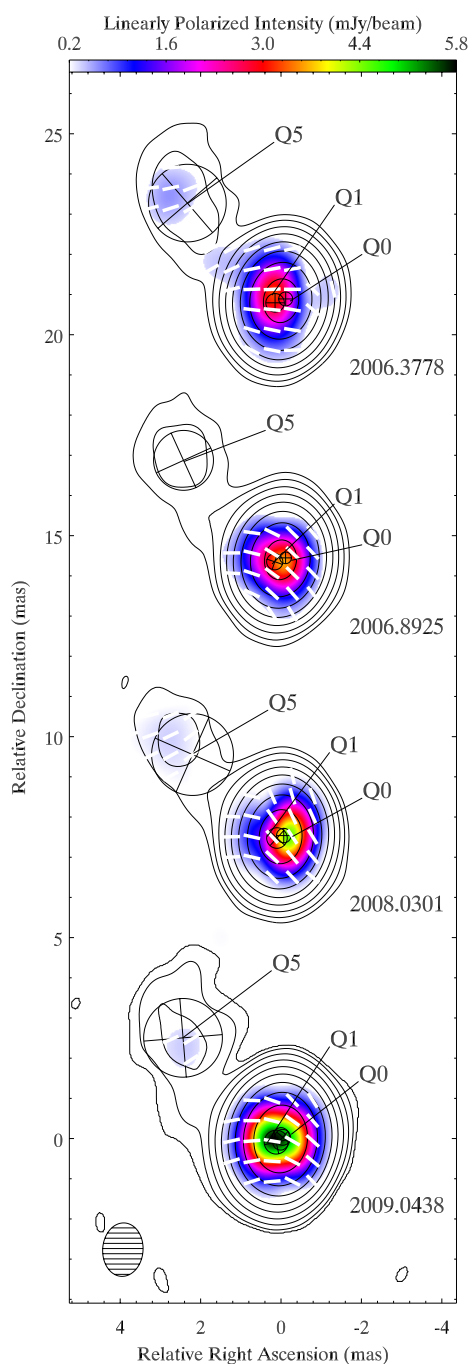 Linearly Polarized Intensity (mJy/beam)
0.2 1.6 3.0 4.4 5.8
25
Q5
Q1
Q0
20
2006.3778
Q5
Q1
15
Q0
2006.8925
Relative Declination (mas)
10
Q5
Q1
Q0
2008.0301
5
Q5
Q1
Q0
0
2009.0438
4 2 0 -2 -4
Relative Right Ascension (mas)